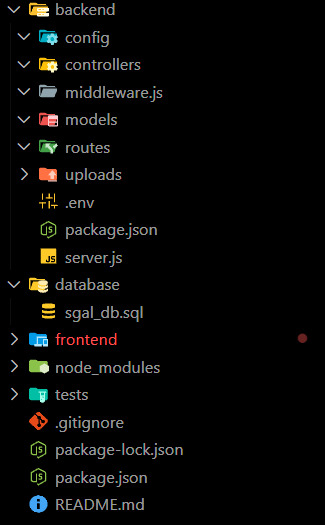 backend
config
controllers
middleware.js
models
routes
uploads
.env
package.json
JS server.js
database
sgal_db.sql
frontend
node_modules
tests
.gitignore
package-lock.json
package.json
README.md